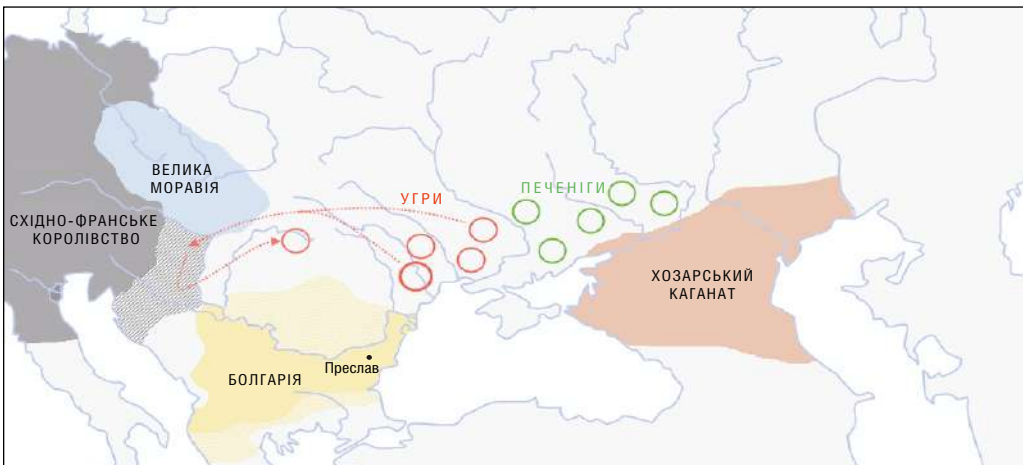 ВЕЛИКА
МОРАВІЯ
СХІДНО-ФРАНСЬКЕ
КОРОЛІВСТВО
УГРИ
ПЕЧЕНІГИ
ХОЗАРСЬКИЙ
КАГАНАТ
Преслав
БОЛГАРІЯ